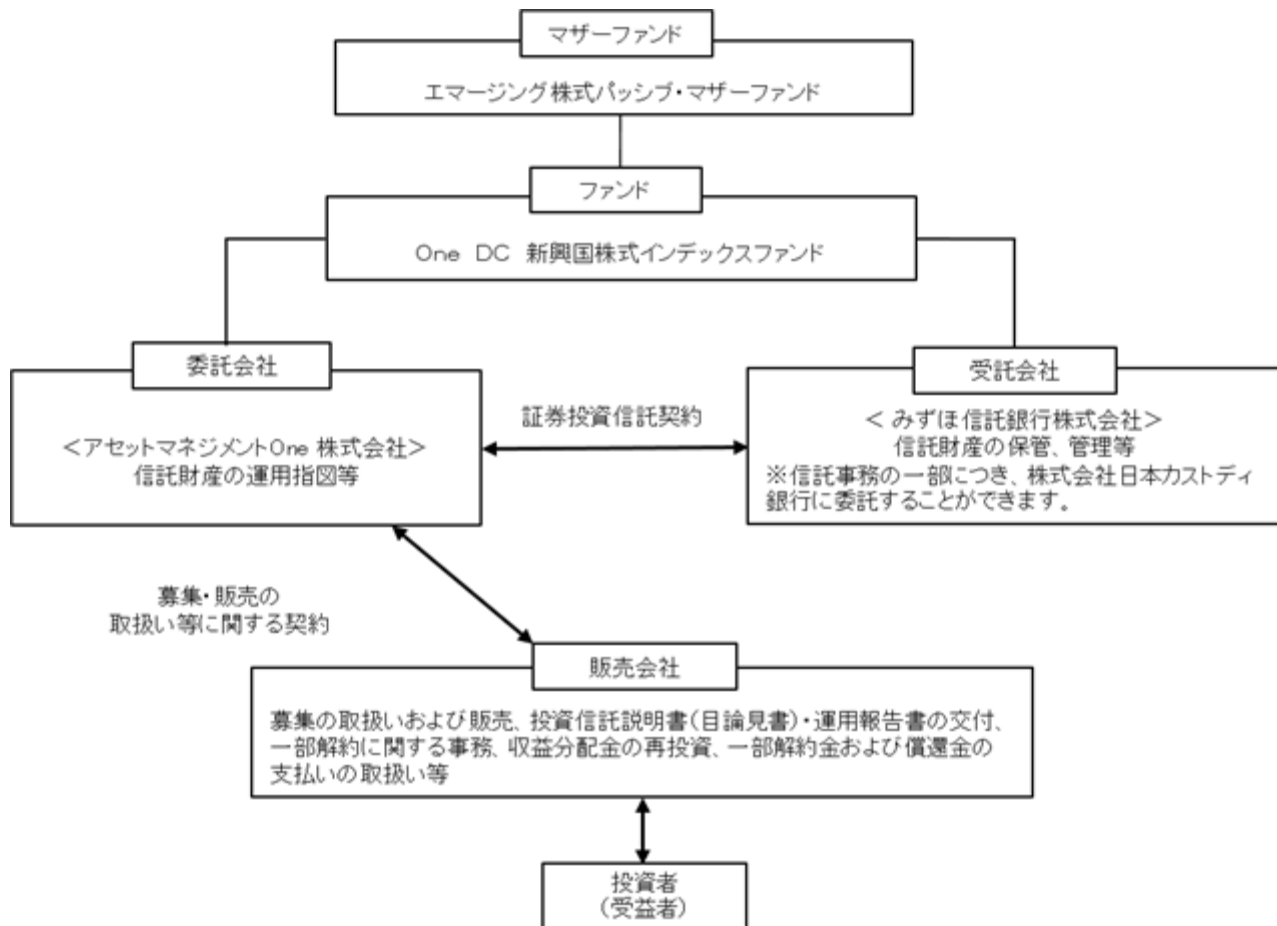 マザーファンド
エマージング株式パッシブ・マザーファンド
ファンド
One DC 新興国株式インデックスファンド
委託会社
<アセットマネジメントOne 株式会社>
信託財産の運用指図等
証券投資信託契約
受託会社
< みずほ信託銀行株式会社>
信託財産の保管、管理等
※信託事務の一部につき、株式会社日本カストディ
銀行に委託することができます。
募集・販売の
取扱い等に関する契約
販売会社
募集の取扱いおよび販売、投資信託説明書(目論見書)・運用報告書の交付、
一部解約に関する事務、収益分配金の再投資、一部解約金および償還金の
支払いの取扱い等
投資者
(受益者)